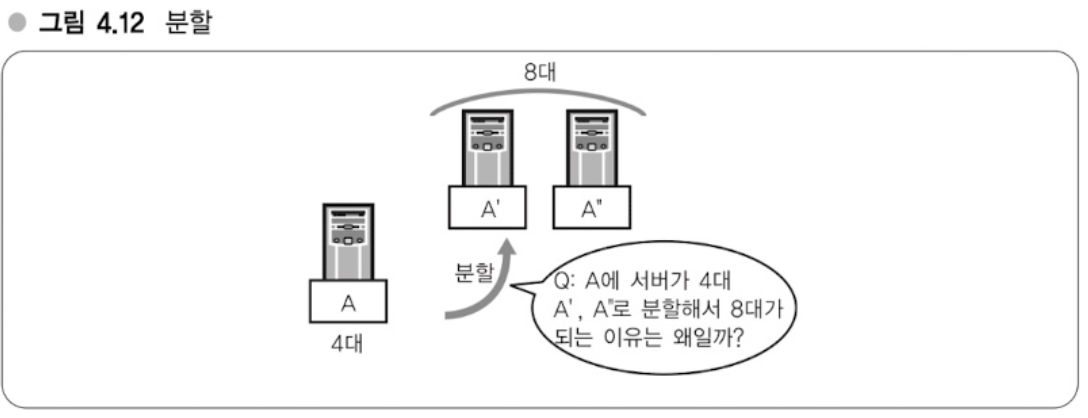 그림 4.12 분할
8대
A'
A"
A
4대
분할
Q: A에 서버가 4대
A', A"로 분할해서 8대가
되는 이유는 왜일까?